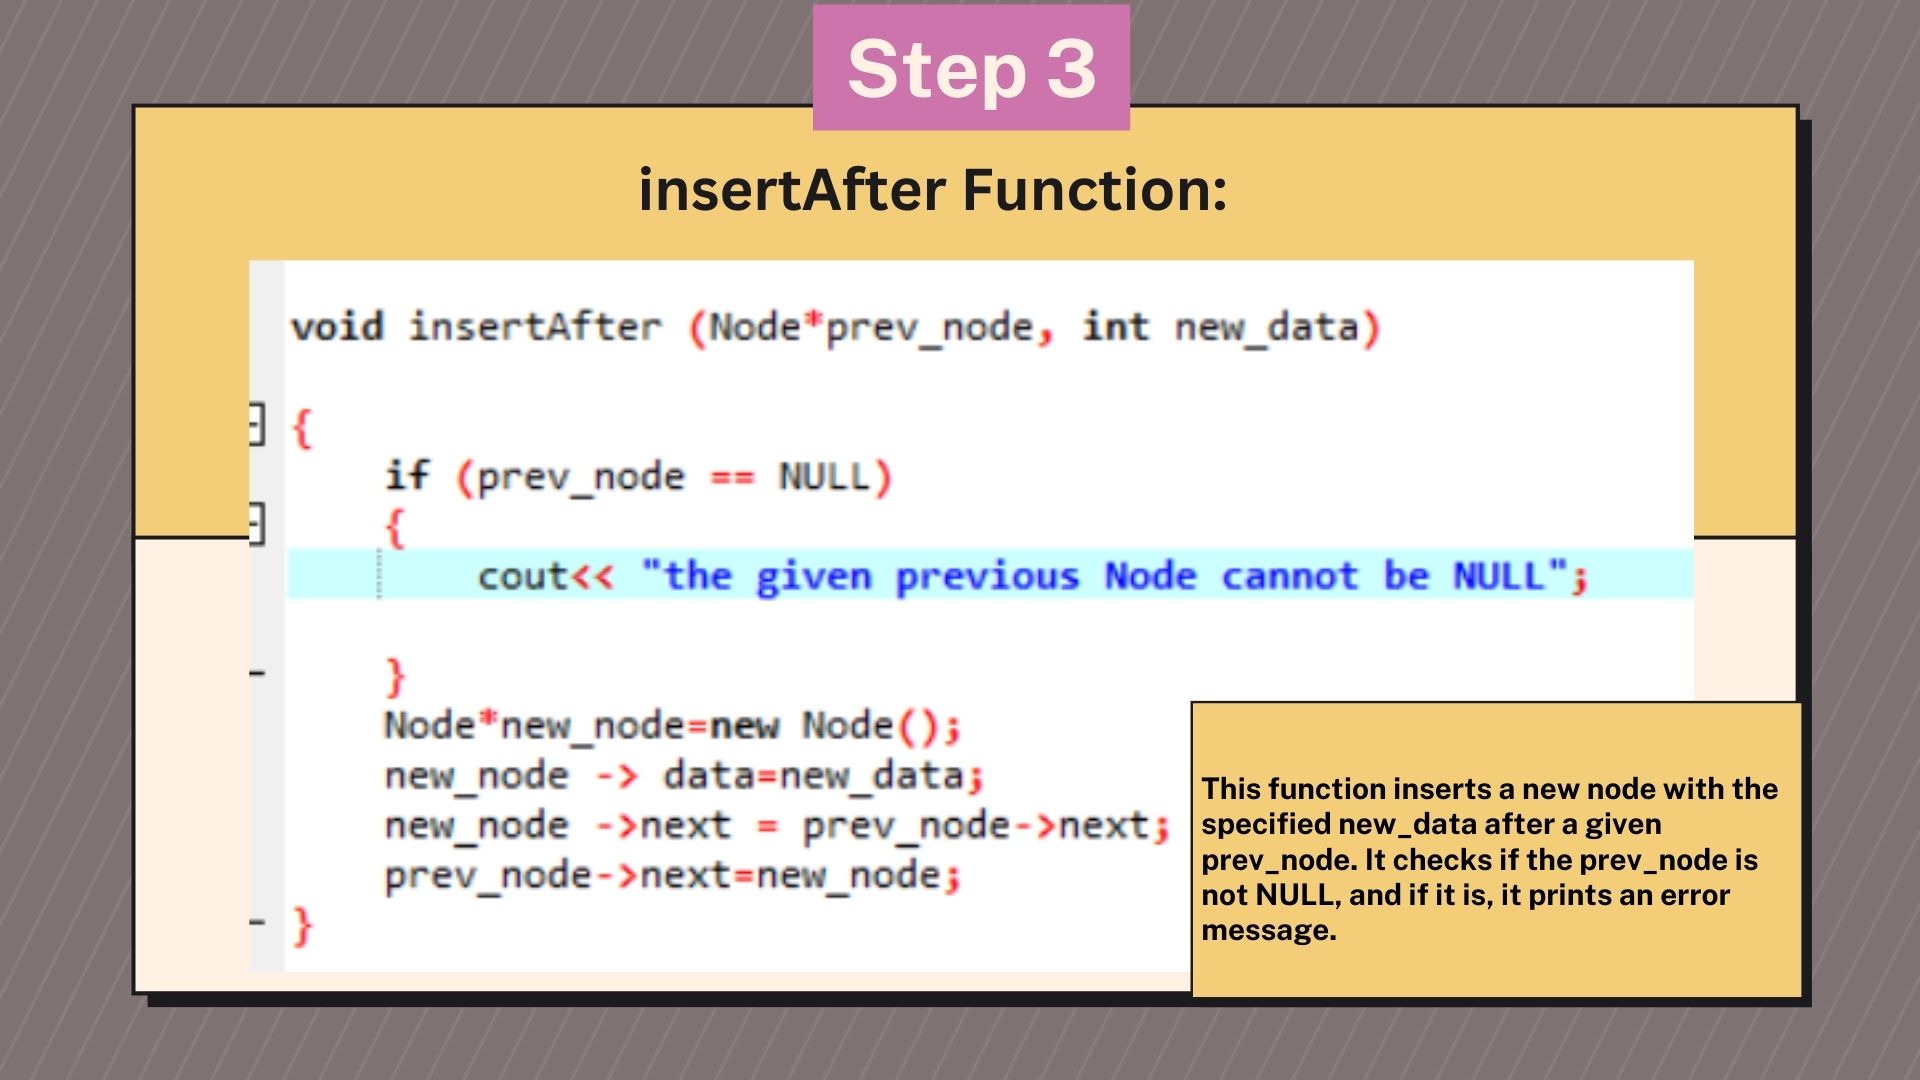 Step 3
insertAfter Function:
void insertAfter (Node*prev_node, int new_data)
{
if (prev_node == NULL)
{
cout<< "the given previous Node cannot be NULL";
}
Node*new_node=new Node();
new_node -> data=new_data;
new_node ->next = prev_node->next;
prev_node->next=new_node;
}
This function inserts a new node with the
specified new_data after a given
prev_node. It checks if the prev_node is
not NULL, and if it is, it prints an error
message.